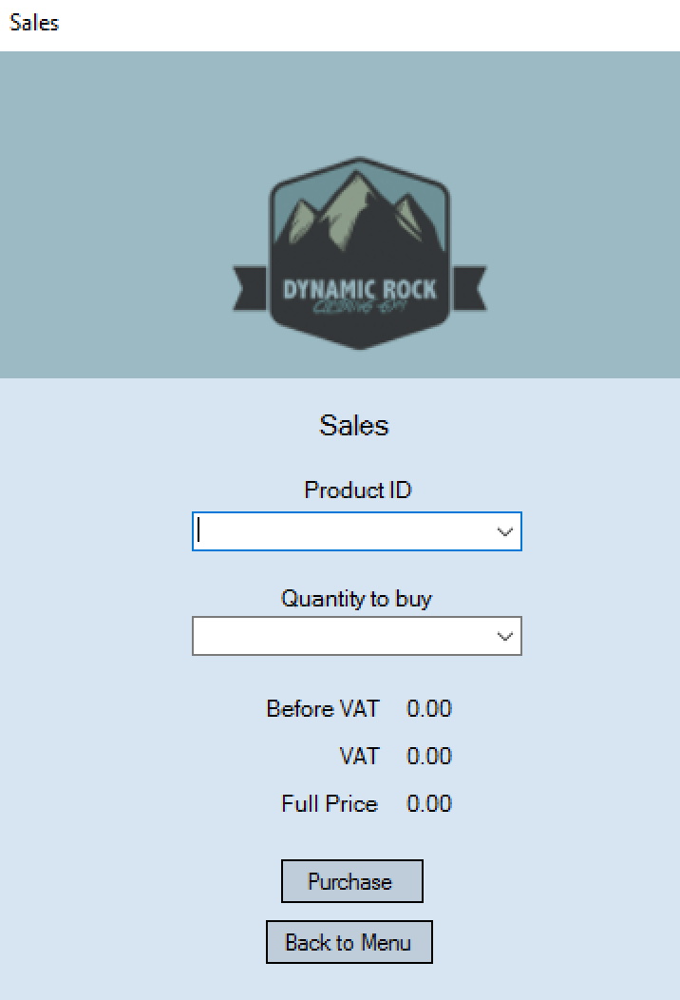 Sales
DYNAMIC ROCK
Sales
Product ID
Quantity to buy
Before VAT 0.00
VAT 0.00
Full Price 0.00
Purchase
Back to Menu